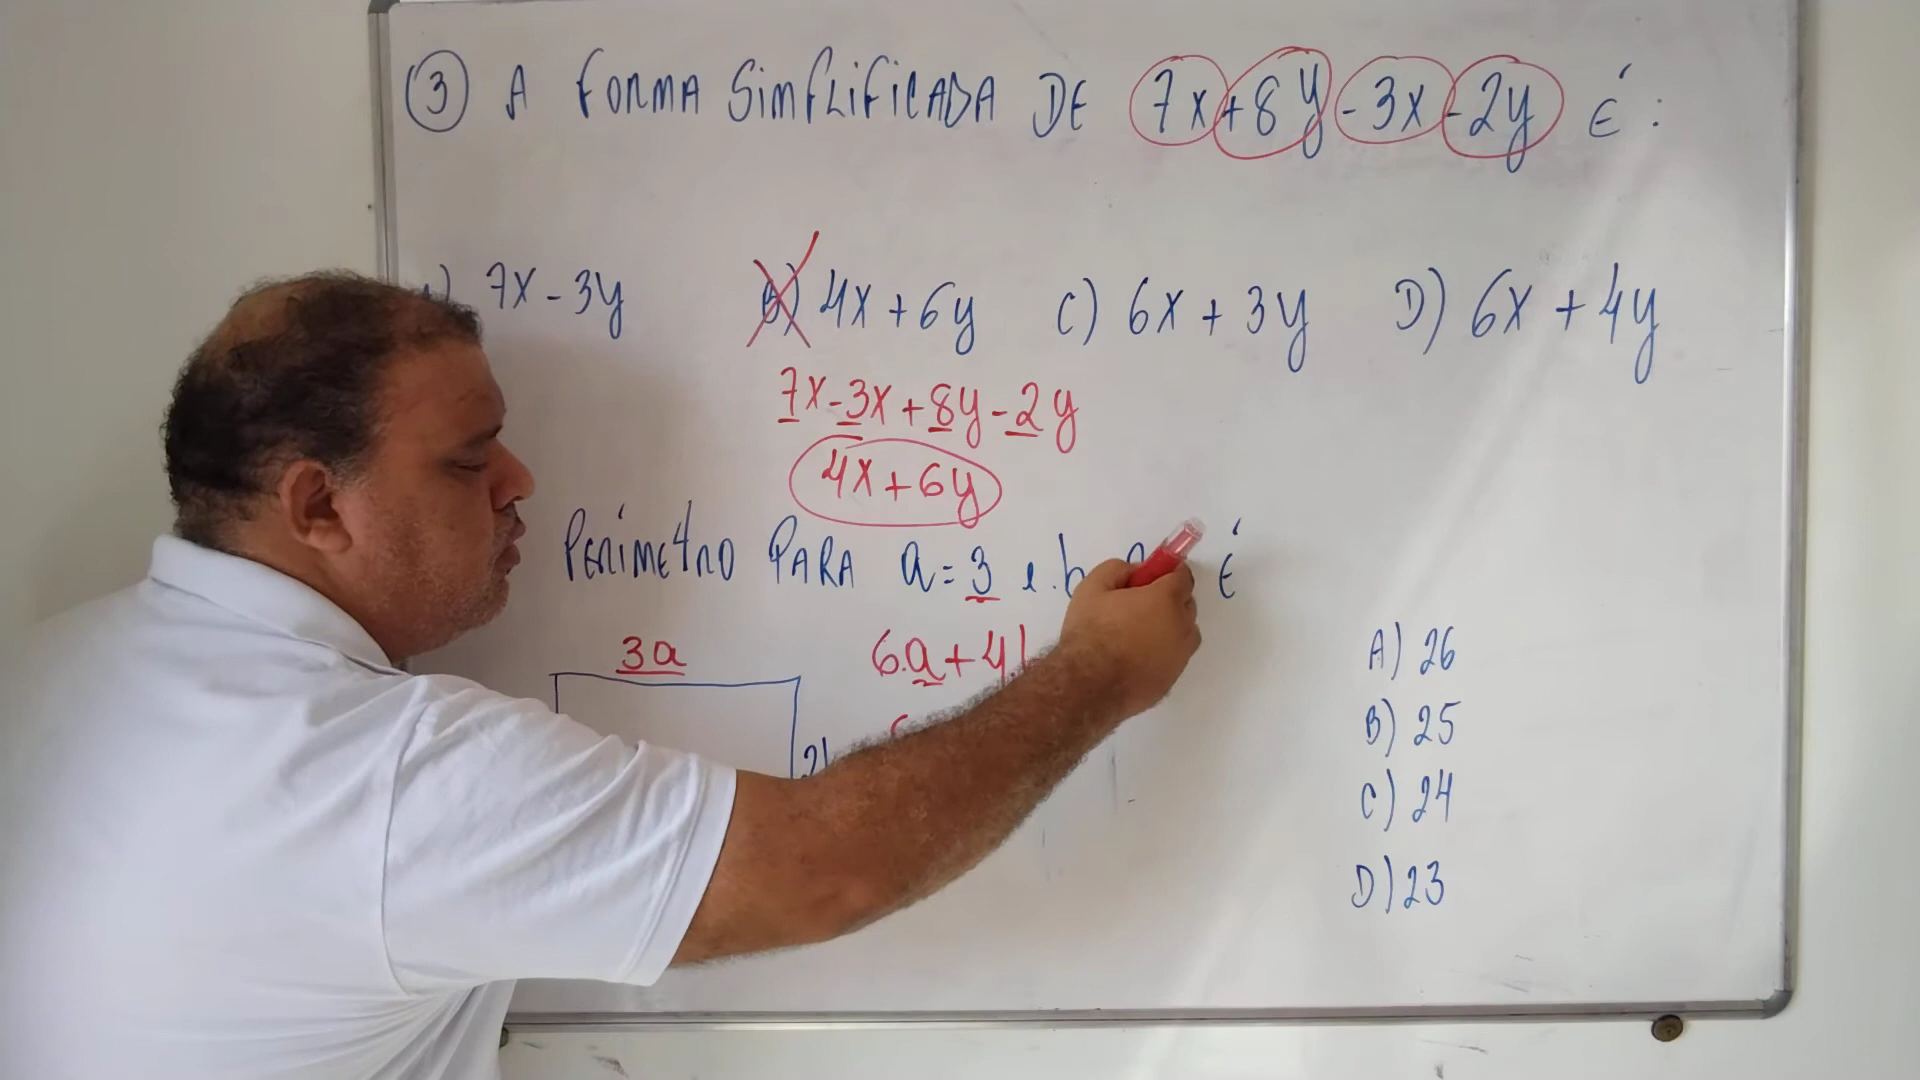 3 A FORMA SIMPLIFICADA DE 7x+8y-3x-2y É:
7x-3y B) 4x+6y C) 6x+3y D) 6x+4y
7x-3x+8y-2y
4x+6y
PERÍMETRO PARA a=3 e b É
3a 6.a+4.b
A) 26
B) 25
C) 24
D) 23